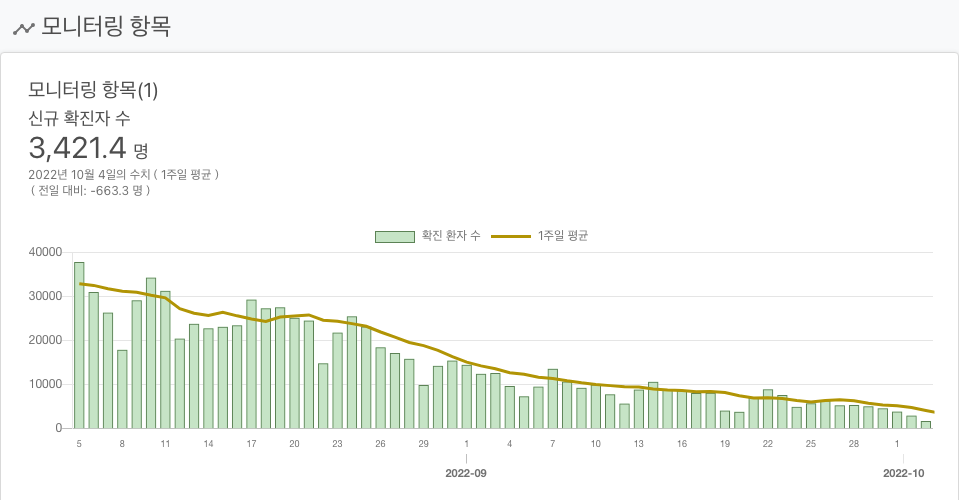 모니터링 항목
모니터링 항목(1)
신규 확진자 수
3,421.4 명
2022년 10월 4일의 수치 ( 1주일 평균 )
( 전일 대비: -663.3 명 )
확진 환자 수 1주일 평균
40000
30000
20000
10000
0
5 8 11 14 17 20 23 26 29 1 4 7 10 13 16 19 22 25 28 1
2022-09 2022-10